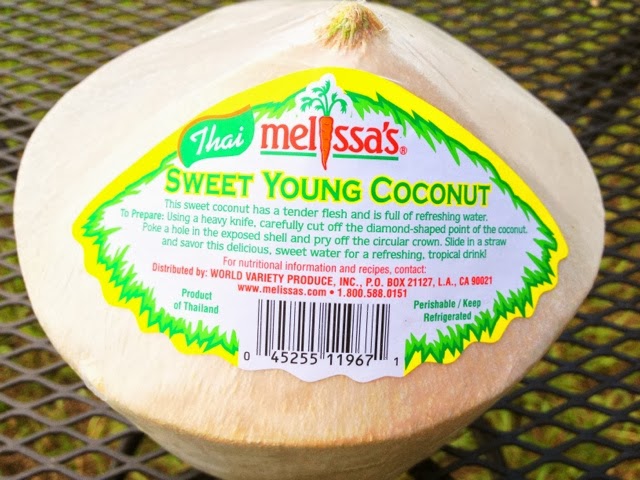 Thai melissa's®
SWEET YOUNG COCONUT
This sweet coconut has a tender flesh and is full of refreshing water.
To Prepare: Using a heavy knife, carefully cut off the diamond-shaped point of the coconut.
Poke a hole in the exposed shell and pry off the circular crown. Slide in a straw
and savor this delicious, sweet water for a refreshing, tropical drink!
For nutritional information and recipes, contact:
Distributed by: WORLD VARIETY PRODUCE, INC., P.O. BOX 21127, L.A., CA 90021
www.melissas.com • 1.800.588.0151
Product
of Thailand
Perishable / Keep
Refrigerated
0 45255 11967 1